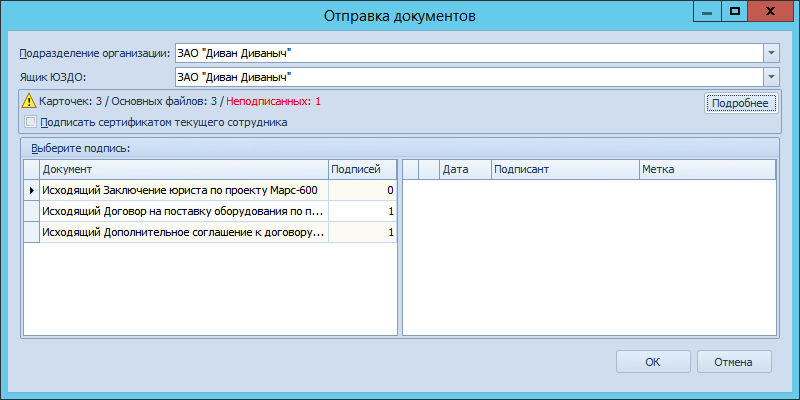 Отправка документов
Подразделение организации: ЗАО "Диван Диваныч"
Ящик ЮЗДО: ЗАО "Диван Диваныч"
Карточек: 3 / Основных файлов: 3 / Неподписанных: 1 Подробнее
Подписать сертификатом текущего сотрудника
Выберите подпись:
Документ Подписей Дата Подписант Метка
Исходящий Заключение юриста по проекту Марс-600 0
Исходящий Договор на поставку оборудования по п... 1
Исходящий Дополнительное соглашение к договору... 1
ОК Отмена